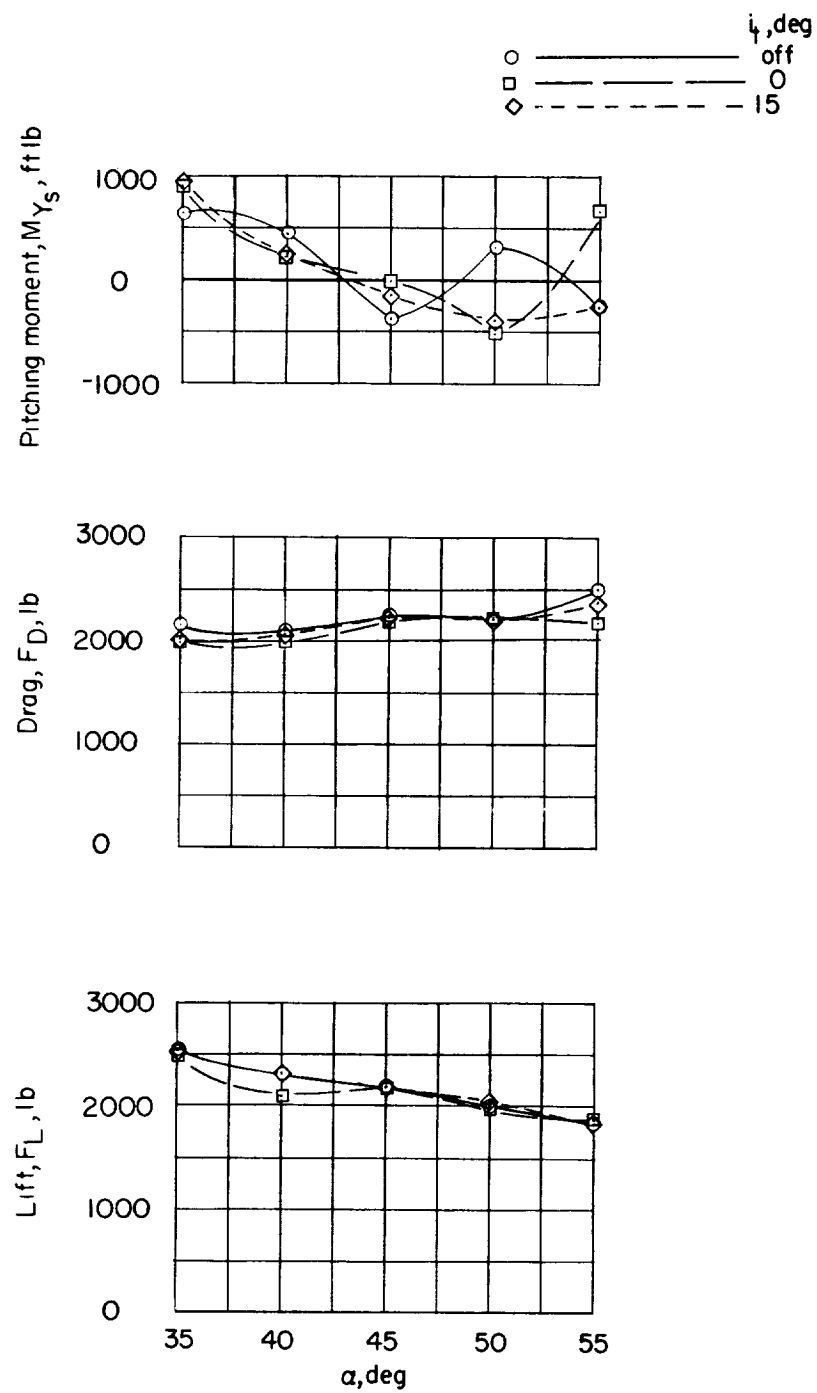 iₜ,deg
off
0
15
Pitching moment, M_Yₛ, ft lb
1000
0
-1000
Drag, F_D, lb
3000
2000
1000
0
Lift, F_L, lb
3000
2000
1000
0
35 40 45 50 55
α, deg